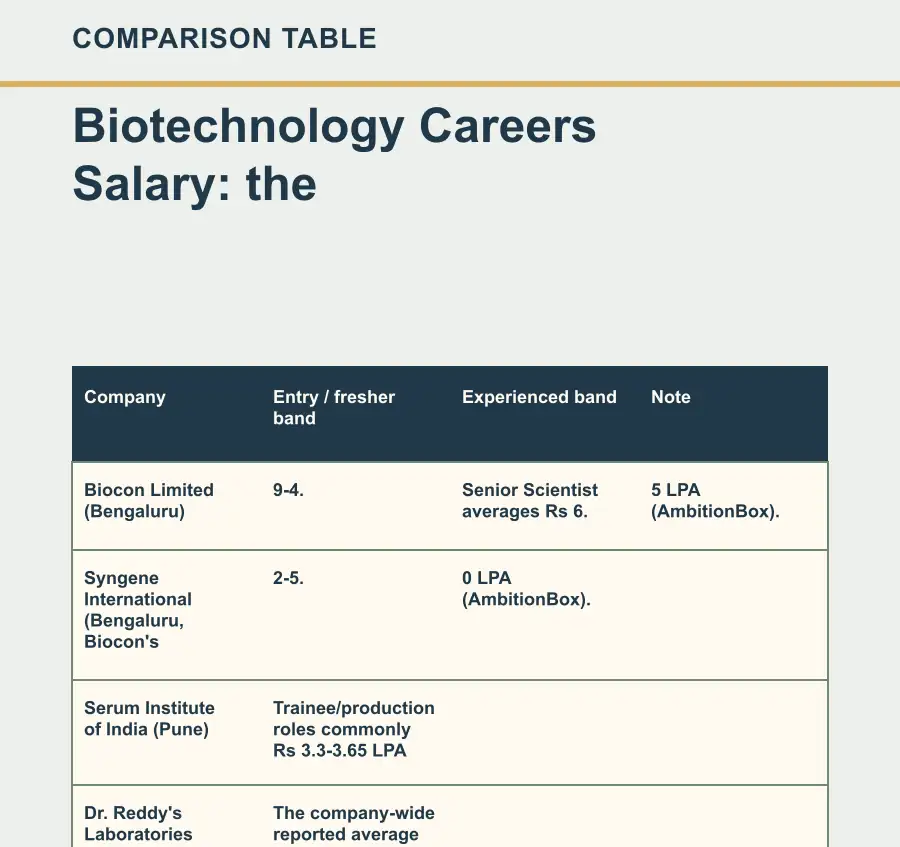 COMPARISON TABLE
Biotechnology Careers
Salary: the
Company
Entry / fresher
band
Experienced band
Note
Biocon Limited
(Bengaluru)
9-4.
Senior Scientist
averages Rs 6.
5 LPA
(AmbitionBox).
Syngene
International
(Bengaluru,
Biocon's
2-5.
0 LPA
(AmbitionBox).
Serum Institute
of India (Pune)
Trainee/production
roles commonly
Rs 3.3-3.65 LPA
Dr. Reddy's
Laboratories
The company-wide
reported average